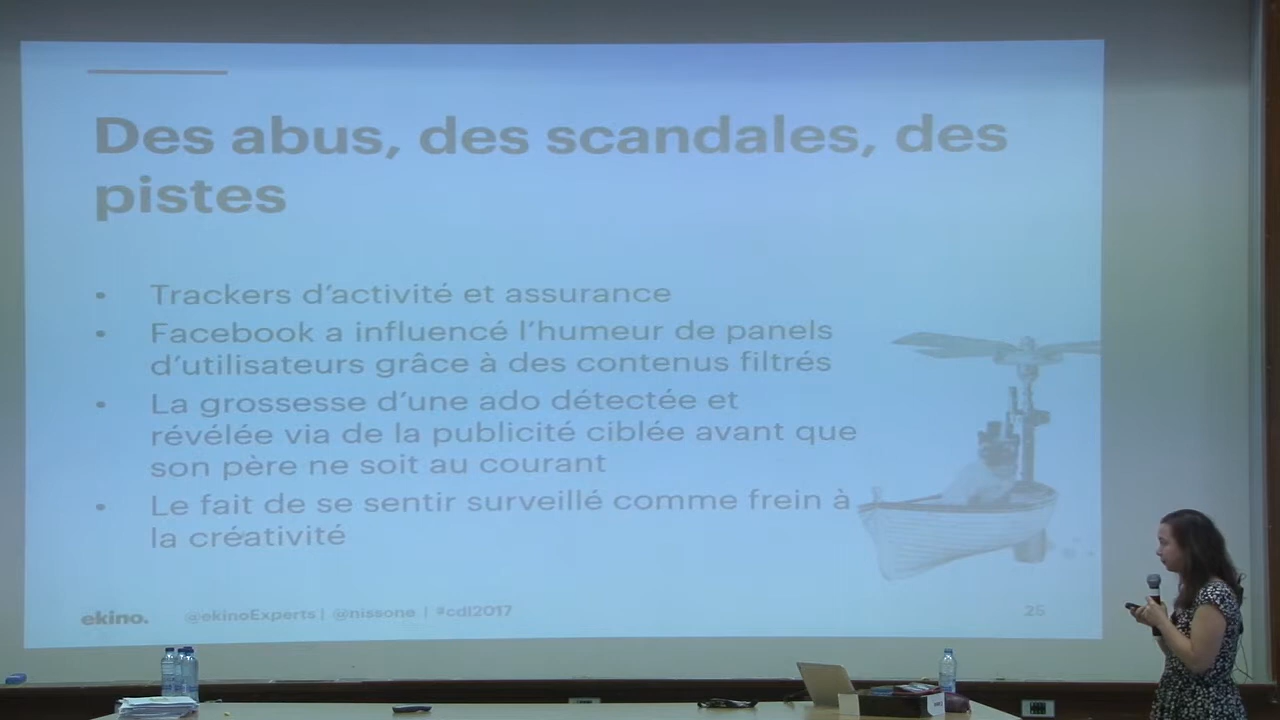 Des abus, des scandales, des
pistes
• Trackers d'activité et assurance
• Facebook a influencé l'humeur de panels
d'utilisateurs grâce à des contenus filtrés
• La grossesse d'une ado détectée et
révélée via de la publicité ciblée avant que
son père ne soit au courant
• Le fait de se sentir surveillé comme frein à
la créativité
ekino. @ekinoExperts | @nissone | #cdl2017 25